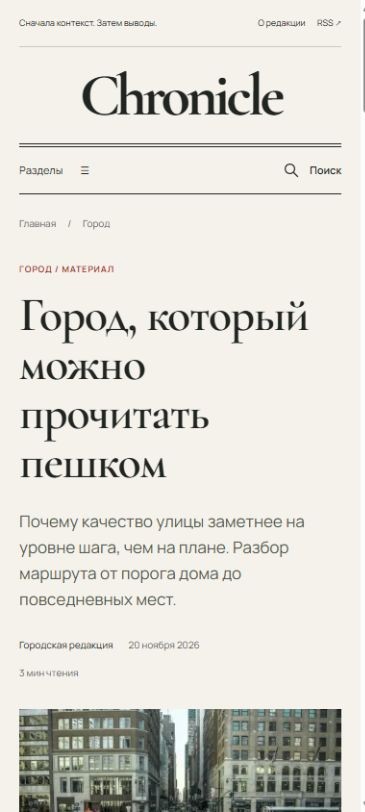 Сначала контекст. Затем выводы.
О редакции RSS ↗
Chronicle
Разделы ☰
Поиск
Главная / Город
ГОРОД / МАТЕРИАЛ
Город, который
можно
прочитать
пешком
Почему качество улицы заметнее на
уровне шага, чем на плане. Разбор
маршрута от порога дома до
повседневных мест.
Городская редакция 20 ноября 2026
3 мин чтения